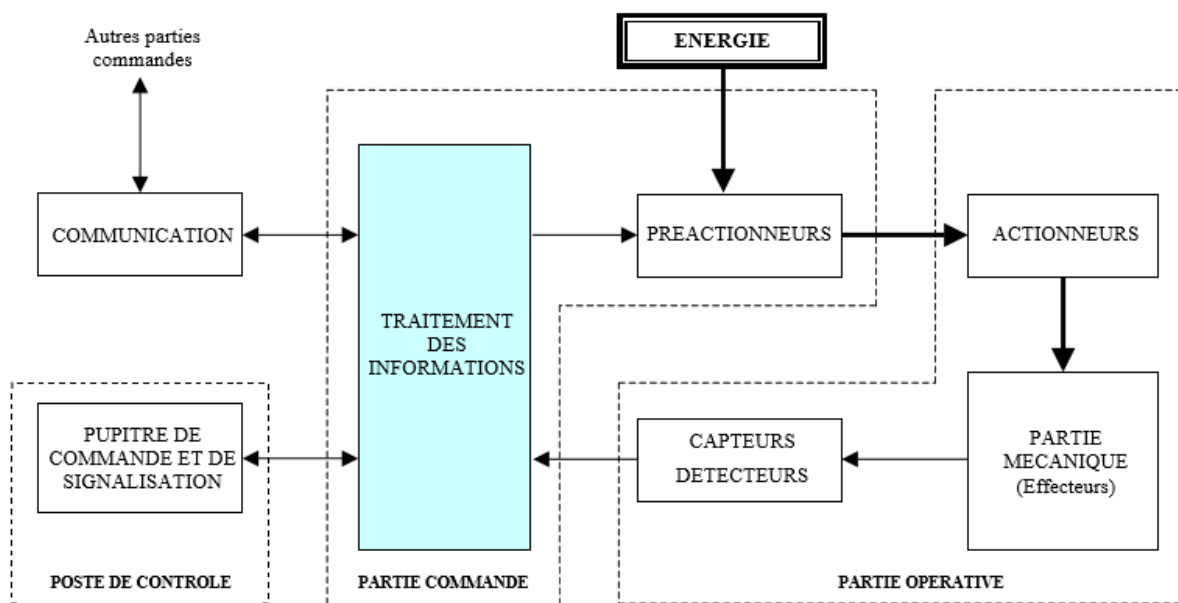 Autres parties
commandes
ENERGIE
COMMUNICATION
PREACTIONNEURS
ACTIONNEURS
TRAITEMENT
DES
INFORMATIONS
PUPITRE DE
COMMANDE ET DE
SIGNALISATION
CAPTEURS
DETECTEURS
PARTIE
MECANIQUE
(Effecteurs)
POSTE DE CONTROLE
PARTIE COMMANDE
PARTIE OPERATIVE